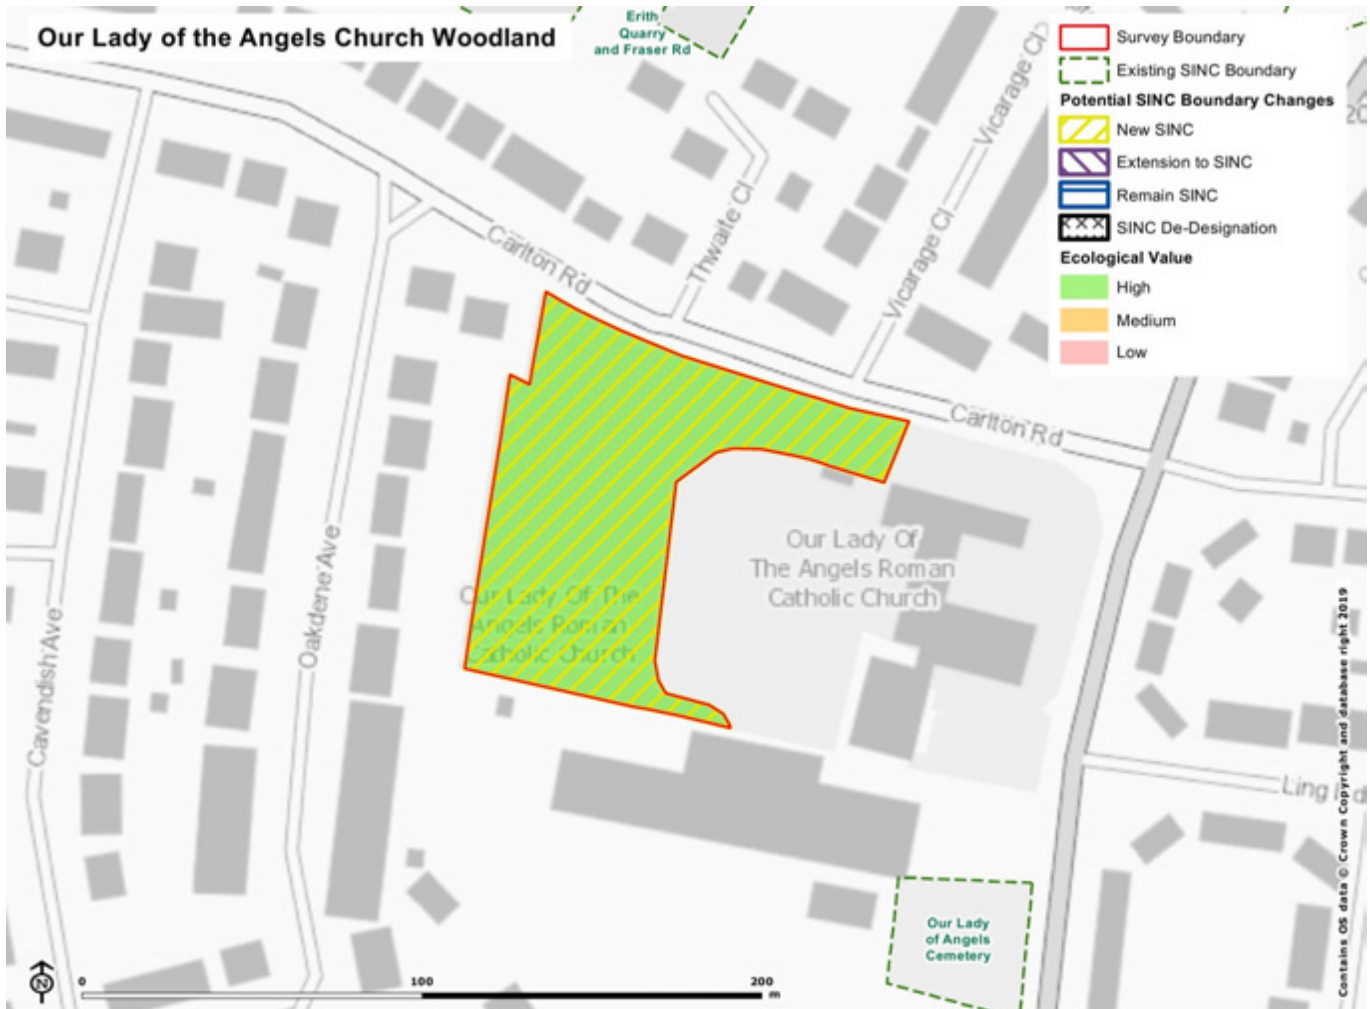 Our Lady of the Angels Church Woodland
Erith
Quarry
and Fraser Rd
Survey Boundary
Existing SINC Boundary
Potential SINC Boundary Changes
New SINC
Extension to SINC
Remain SINC
SINC De-Designation
Ecological Value
High
Medium
Low
Vicarage Cl
Thwaite Cl
Vicarage Cl
Carlton Rd
Carlton Rd
Our Lady Of
The Angels Roman
Catholic Church
Our Lady Of The
Angels Roman
Catholic Church
Oakdene Ave
Cavendish Ave
Ling
Our Lady
of Angels
Cemetery
N
0 100 200
m
Contains OS data © Crown Copyright and database right 2019